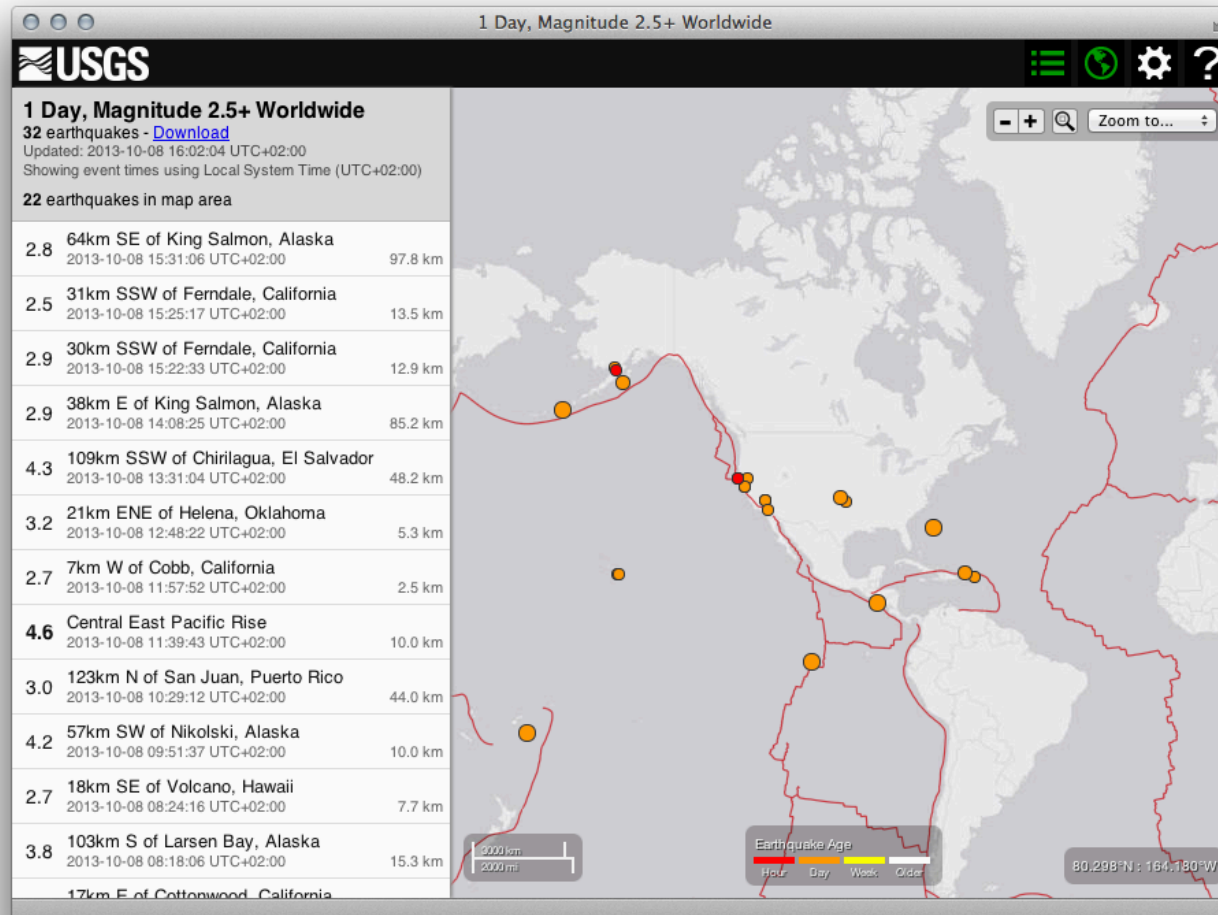 1 Day, Magnitude 2.5+ Worldwide
USGS
?
1 Day, Magnitude 2.5+ Worldwide
32 earthquakes - Download
Updated: 2013-10-08 16:02:04 UTC+02:00
Showing event times using Local System Time (UTC+02:00)
22 earthquakes in map area
2.8 64km SE of King Salmon, Alaska
2013-10-08 15:31:06 UTC+02:00 97.8 km
2.5 31km SSW of Ferndale, California
2013-10-08 15:25:17 UTC+02:00 13.5 km
2.9 30km SSW of Ferndale, California
2013-10-08 15:22:33 UTC+02:00 12.9 km
2.9 38km E of King Salmon, Alaska
2013-10-08 14:08:25 UTC+02:00 85.2 km
4.3 109km SSW of Chirilagua, El Salvador
2013-10-08 13:31:04 UTC+02:00 48.2 km
3.2 21km ENE of Helena, Oklahoma
2013-10-08 12:48:22 UTC+02:00 5.3 km
2.7 7km W of Cobb, California
2013-10-08 11:57:52 UTC+02:00 2.5 km
4.6 Central East Pacific Rise
2013-10-08 11:39:43 UTC+02:00 10.0 km
3.0 123km N of San Juan, Puerto Rico
2013-10-08 10:29:12 UTC+02:00 44.0 km
4.2 57km SW of Nikolski, Alaska
2013-10-08 09:51:37 UTC+02:00 10.0 km
2.7 18km SE of Volcano, Hawaii
2013-10-08 08:24:16 UTC+02:00 7.7 km
3.8 103km S of Larsen Bay, Alaska
2013-10-08 08:18:06 UTC+02:00 15.3 km
17km E of Cottonwood, California
- + Zoom to...
3000 km
2000 mi
Earthquake Age
Hour Day Week Older
80.298°N : 164.180°W